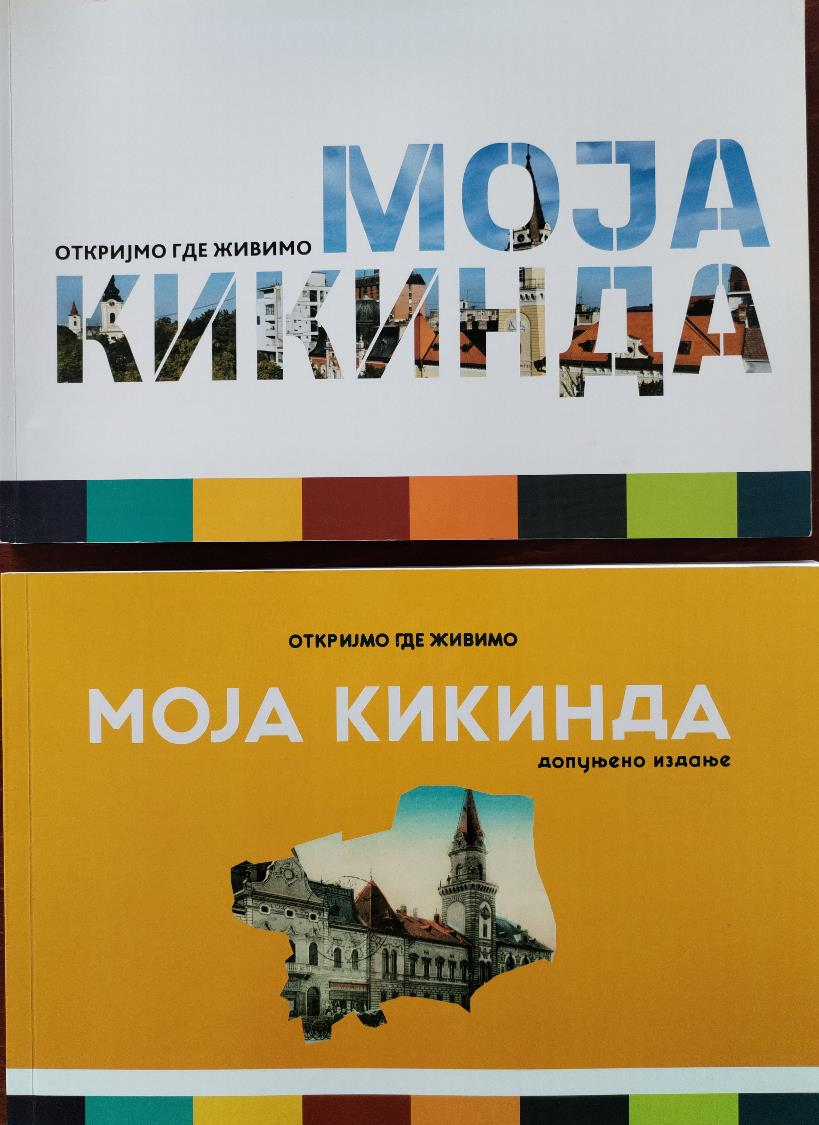 МОЈА
ОТКРИЈМО ГДЕ ЖИВИМО
КИКИНДА
ОТКРИЈМО ГДЕ ЖИВИМО
МОЈА КИКИНДА
допуњено издање